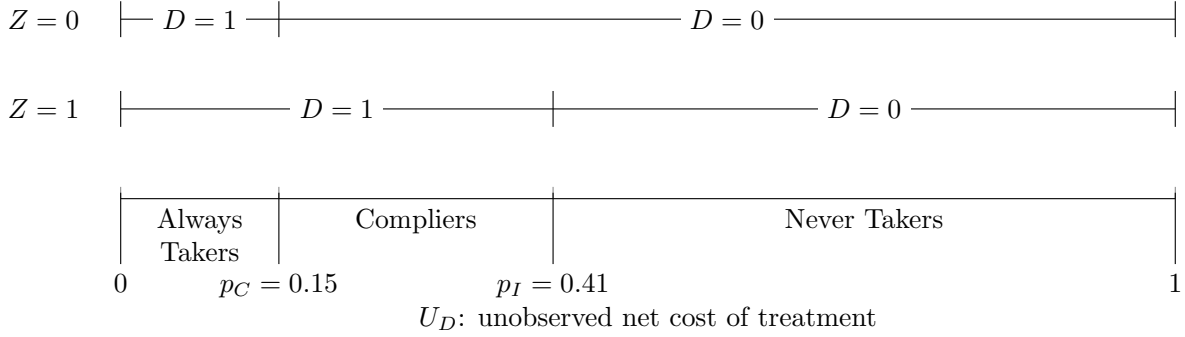 Z = 0 D = 1 D = 0
Z = 1 D = 1 D = 0
Always Takers Compliers Never Takers
0 p_C = 0.15 p_I = 0.41 1
U_D: unobserved net cost of treatment